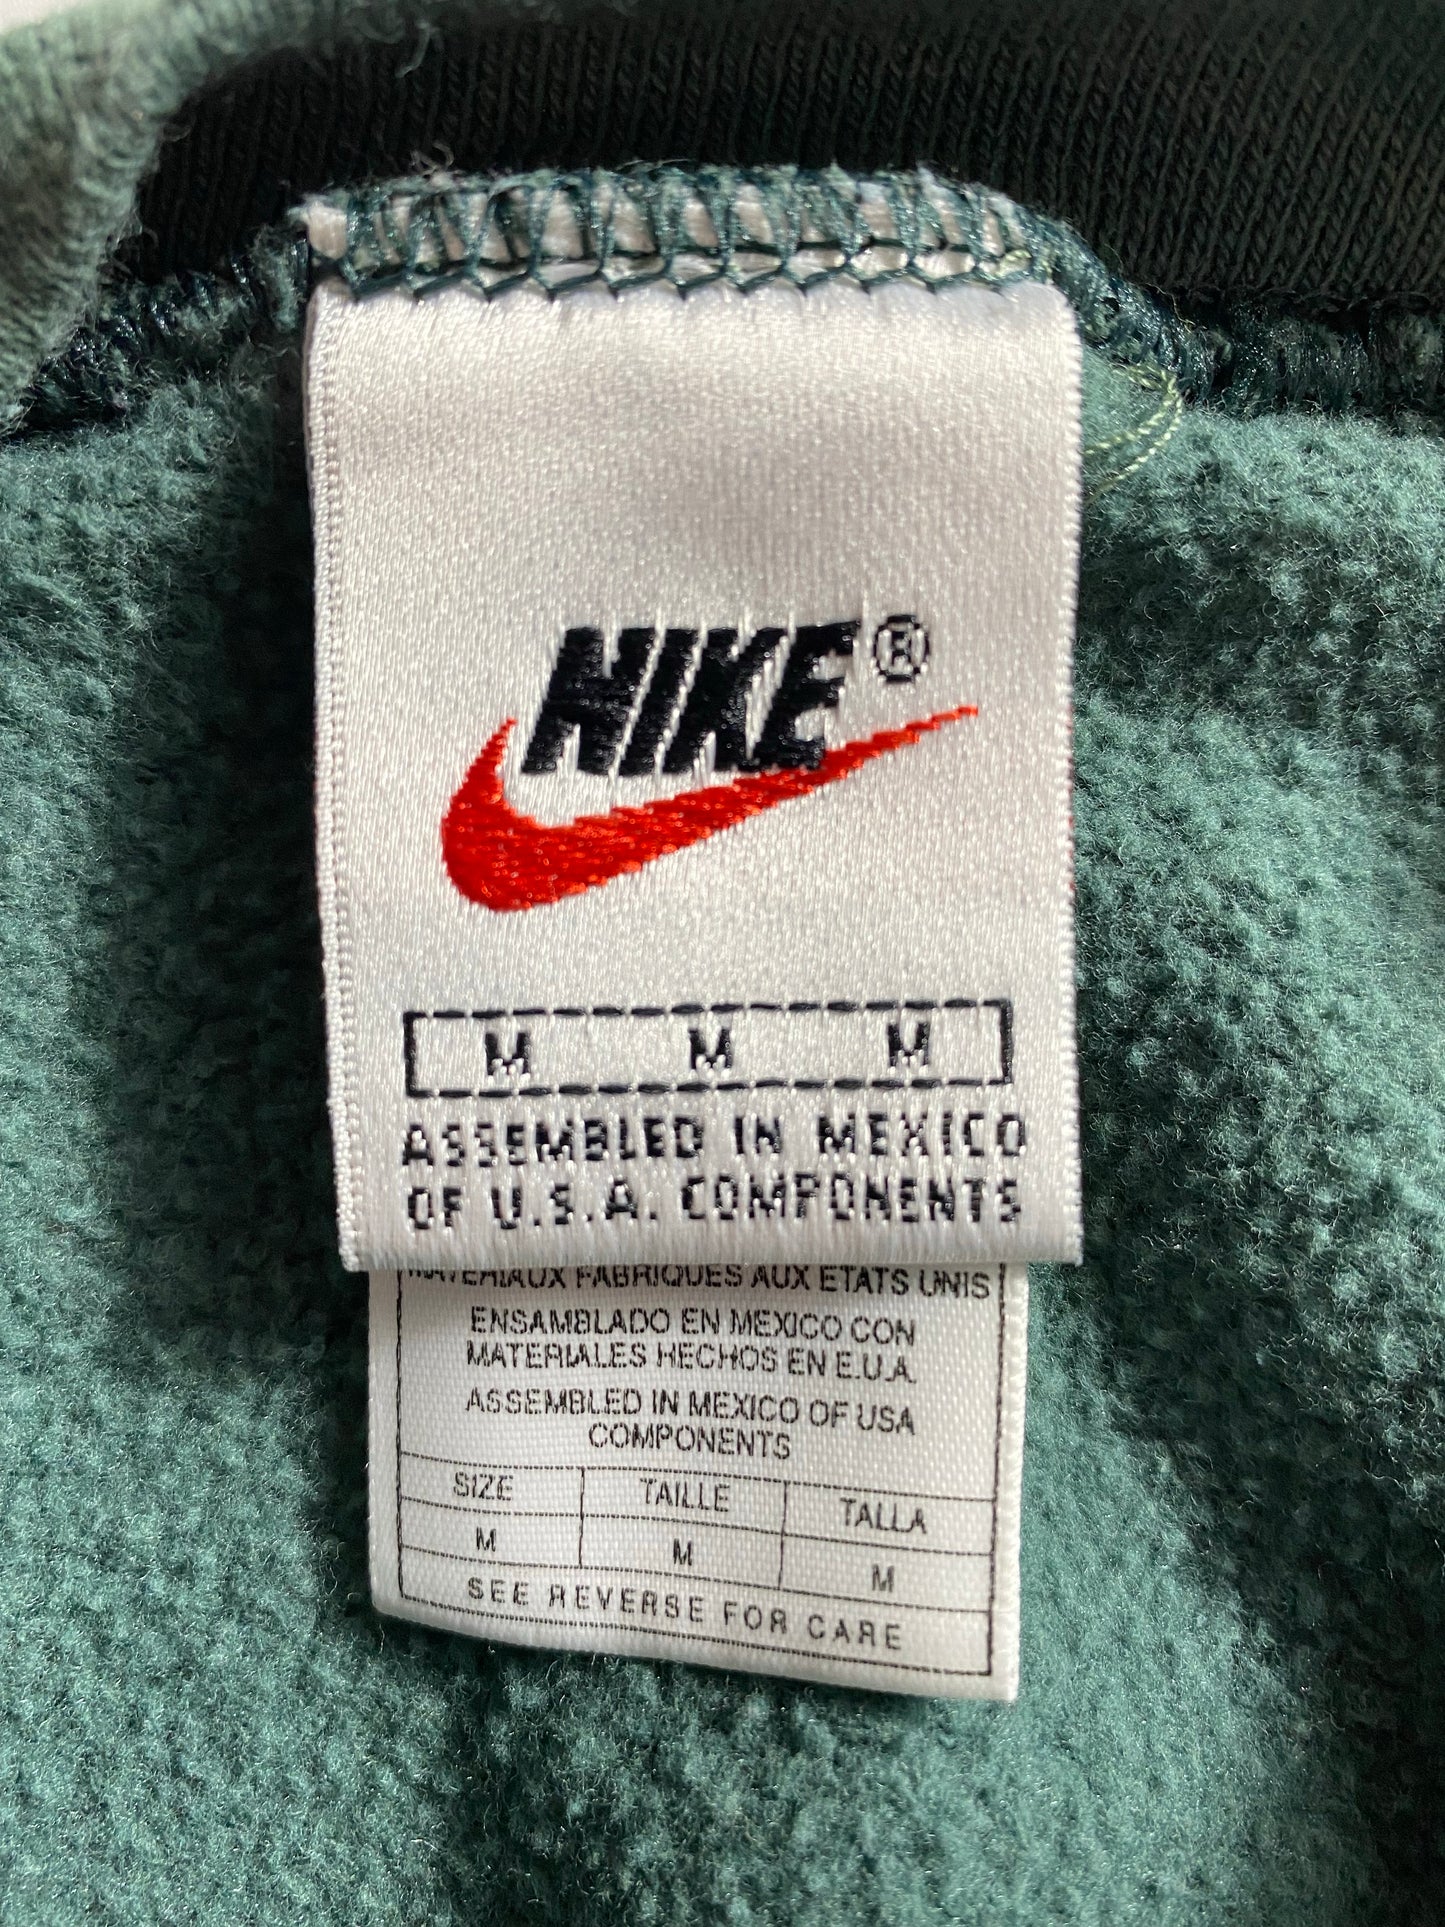 NIKE®
M M M
ASSEMBLED IN MEXICO
OF U.S.A. COMPONENTS
MATERIAUX FABRIQUES AUX ETATS UNIS
ENSAMBLADO EN MEXICO CON
MATERIALES HECHOS EN E.U.A.
ASSEMBLED IN MEXICO OF USA
COMPONENTS
SIZE TAILLE TALLA
M M M
SEE REVERSE FOR CARE